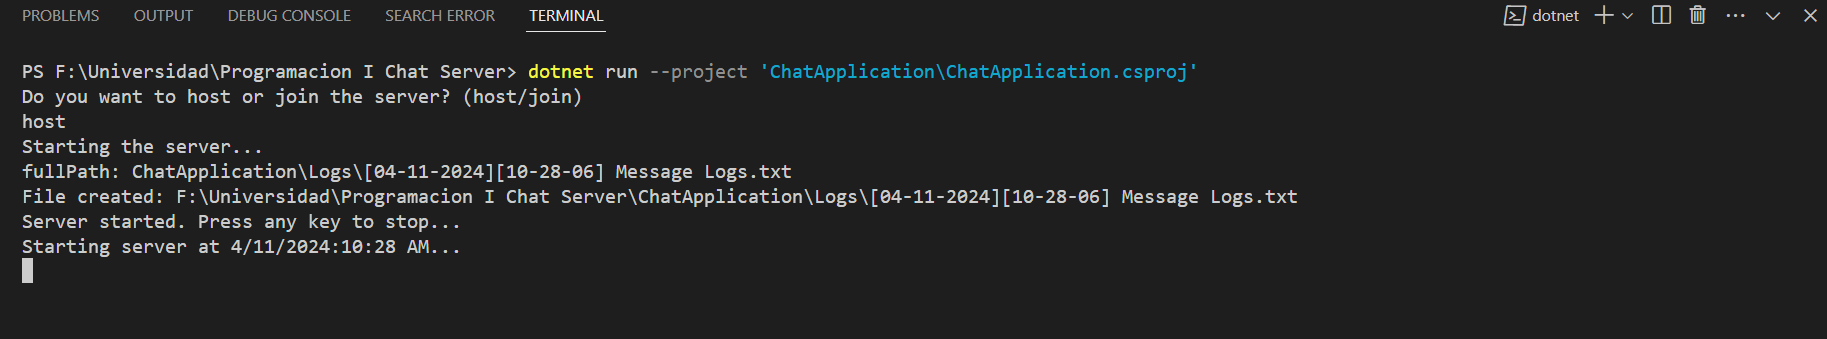 PROBLEMS OUTPUT DEBUG CONSOLE SEARCH ERROR TERMINAL dotnet
PS F:\Universidad\Programacion I Chat Server> dotnet run --project 'ChatApplication\ChatApplication.csproj'
Do you want to host or join the server? (host/join)
host
Starting the server...
fullPath: ChatApplication\Logs\[04-11-2024][10-28-06] Message Logs.txt
File created: F:\Universidad\Programacion I Chat Server\ChatApplication\Logs\[04-11-2024][10-28-06] Message Logs.txt
Server started. Press any key to stop...
Starting server at 4/11/2024:10:28 AM...